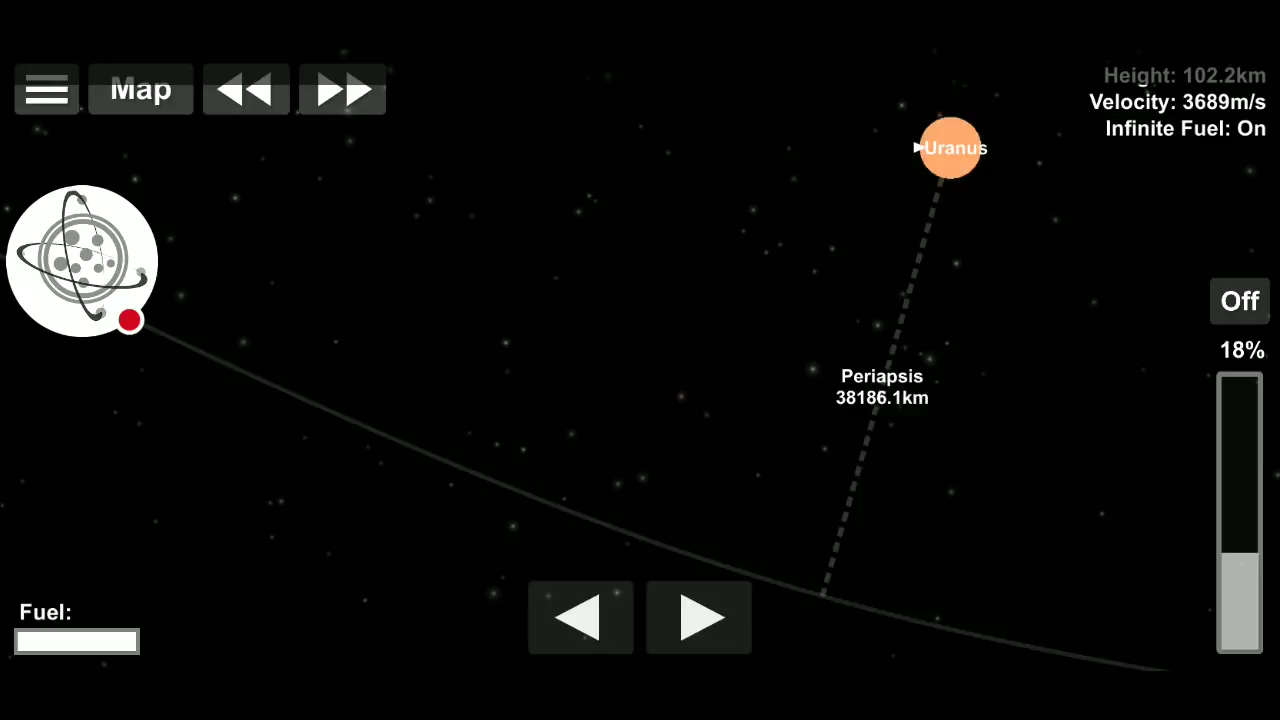 Map
Height: 102.2km
Velocity: 3689m/s
Infinite Fuel: On
Uranus
Off
18%
Periapsis
38186.1km
Fuel: